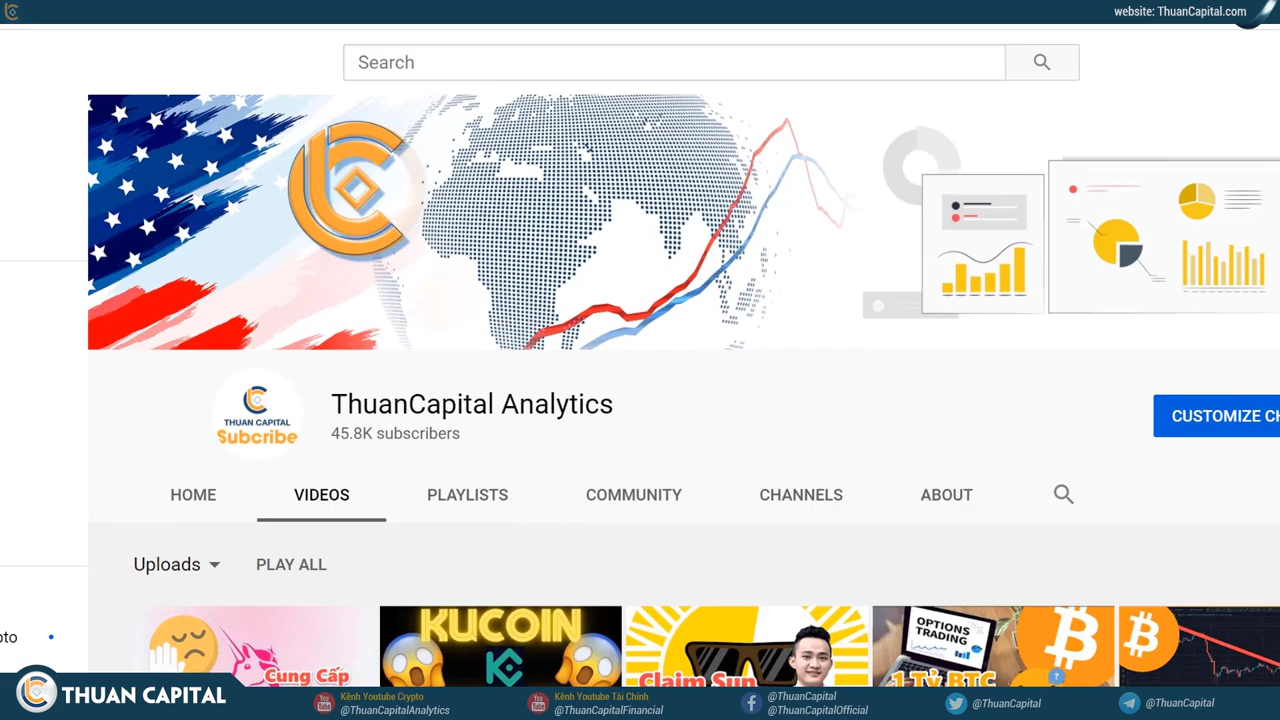 website: ThuanCapital.com
Search
ThuanCapital Analytics
45.8K subscribers
CUSTOMIZE CH
THUAN CAPITAL
Subcribe
HOME
VIDEOS
PLAYLISTS
COMMUNITY
CHANNELS
ABOUT
Uploads
PLAY ALL
pto
KUCOIN
OPTIONS
TRADING
Cung Cấp
Claim Sun
1 Tỷ BTC
?
THUAN CAPITAL
Kênh Youtube Crypto
@ThuanCapitalAnalytics
Kênh Youtube Tài Chính
@ThuanCapitalFinancial
@ThuanCapital
@ThuanCapitalOfficial
@ThuanCapital
@ThuanCapital